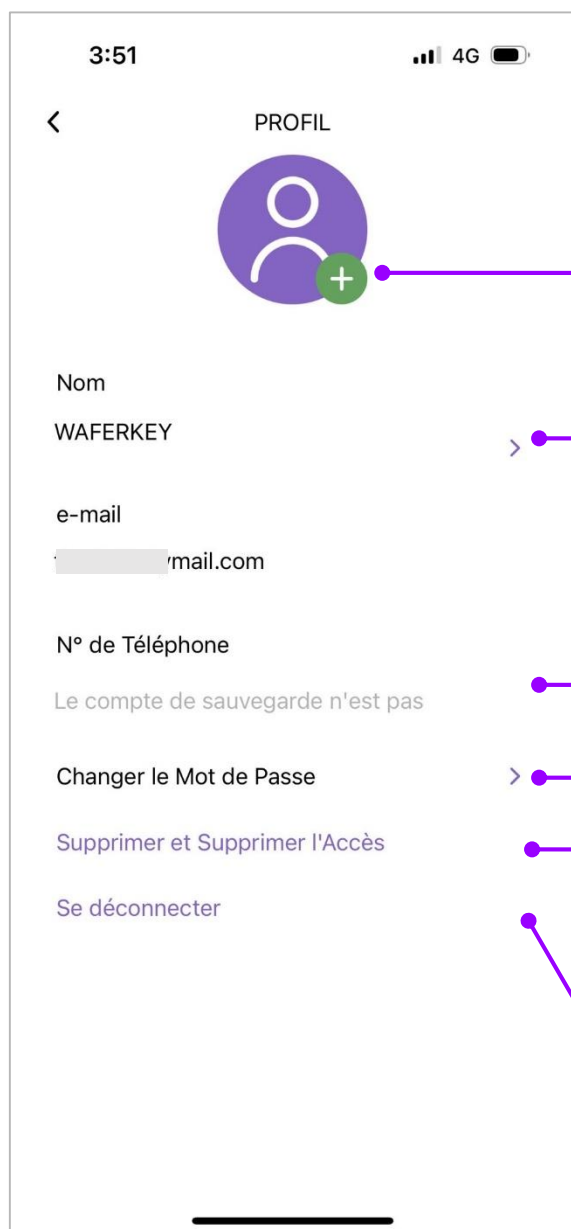 3:51
4G
PROFIL
Nom
WAFERKEY
e-mail
mail.com
N° de Téléphone
Le compte de sauvegarde n'est pas
Changer le Mot de Passe
Supprimer et Supprimer l'Accès
Se déconnecter